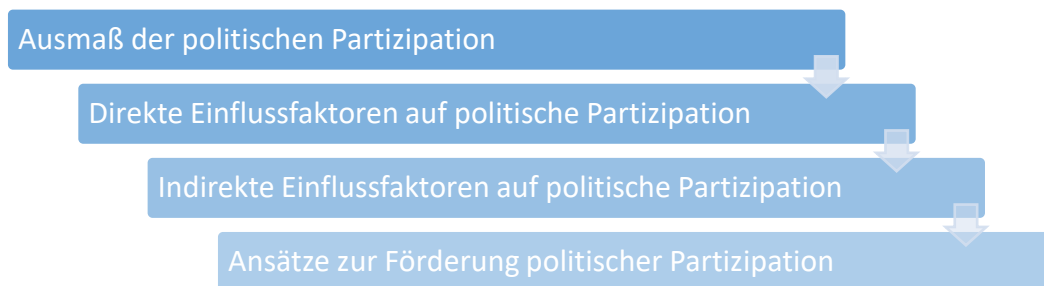 Ausmaß der politischen Partizipation
Direkte Einflussfaktoren auf politische Partizipation
Indirekte Einflussfaktoren auf politische Partizipation
Ansätze zur Förderung politischer Partizipation